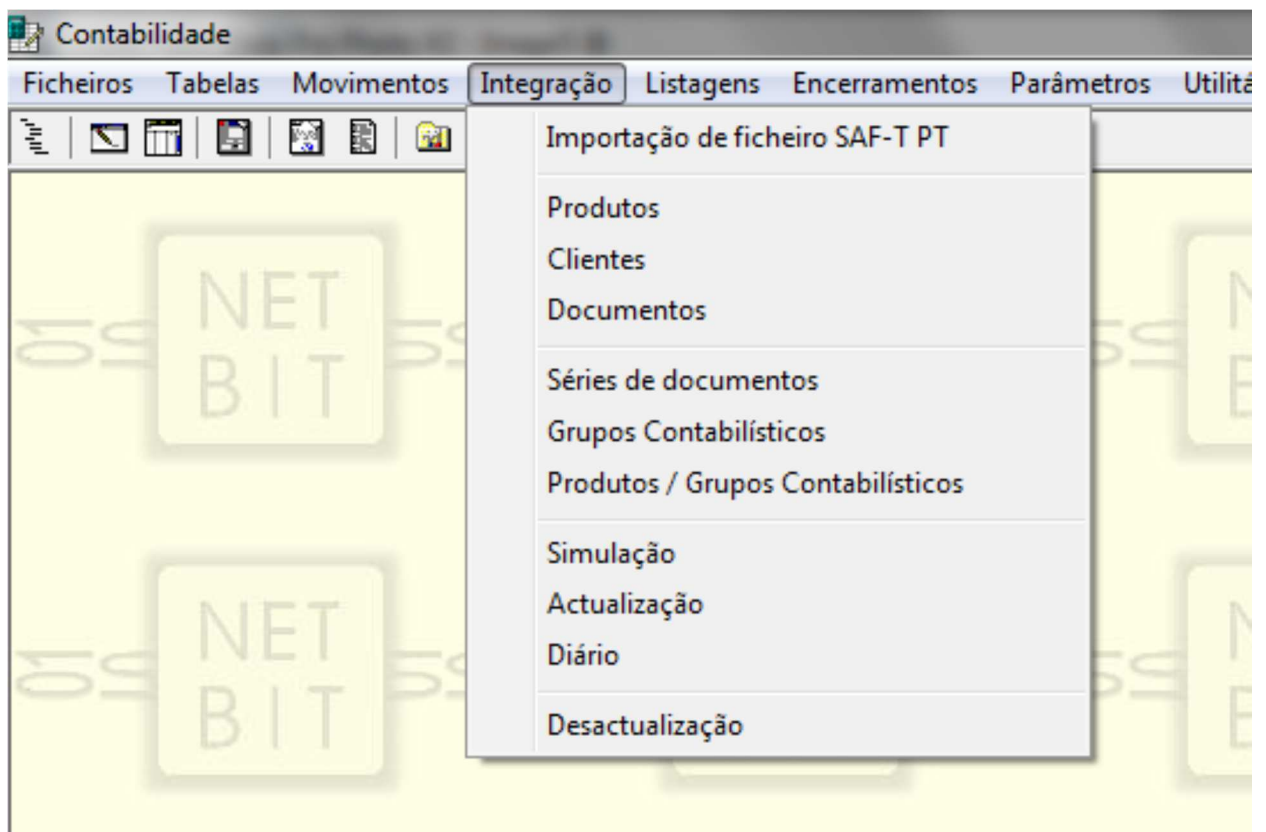 Contabilidade
Ficheiros Tabelas Movimentos Integração Listagens Encerramentos Parâmetros
Importação de ficheiro SAF-T PT
Produtos
Clientes
Documentos
Séries de documentos
Grupos Contabilísticos
Produtos / Grupos Contabilísticos
Simulação
Actualização
Diário
Desactualização
NET
BIT
NET
BIT